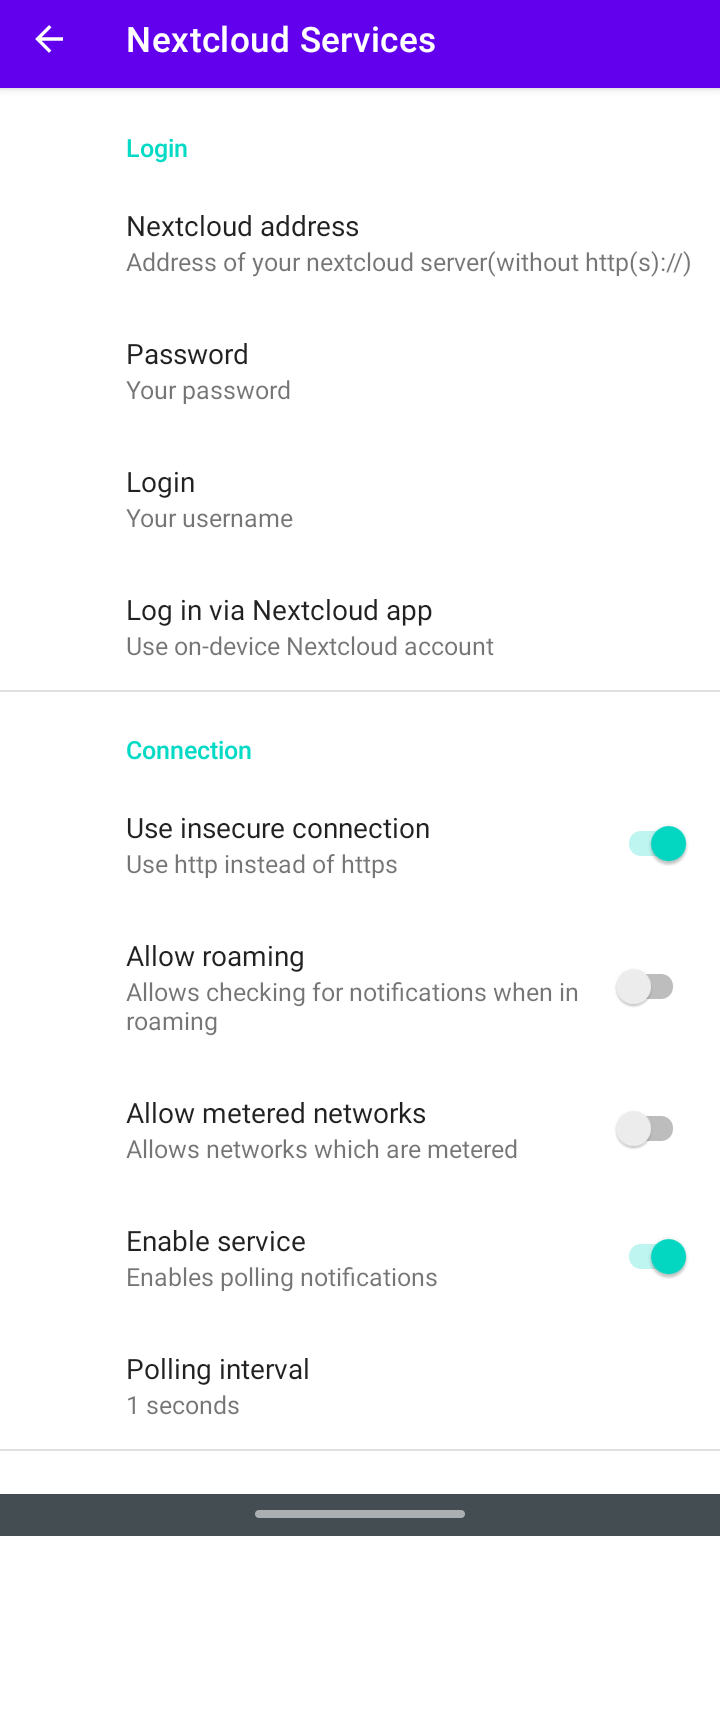 Nextcloud Services
Login
Nextcloud address
Address of your nextcloud server(without http(s)://)
Password
Your password
Login
Your username
Log in via Nextcloud app
Use on-device Nextcloud account
Connection
Use insecure connection
Use http instead of https
Allow roaming
Allows checking for notifications when in
roaming
Allow metered networks
Allows networks which are metered
Enable service
Enables polling notifications
Polling interval
1 seconds